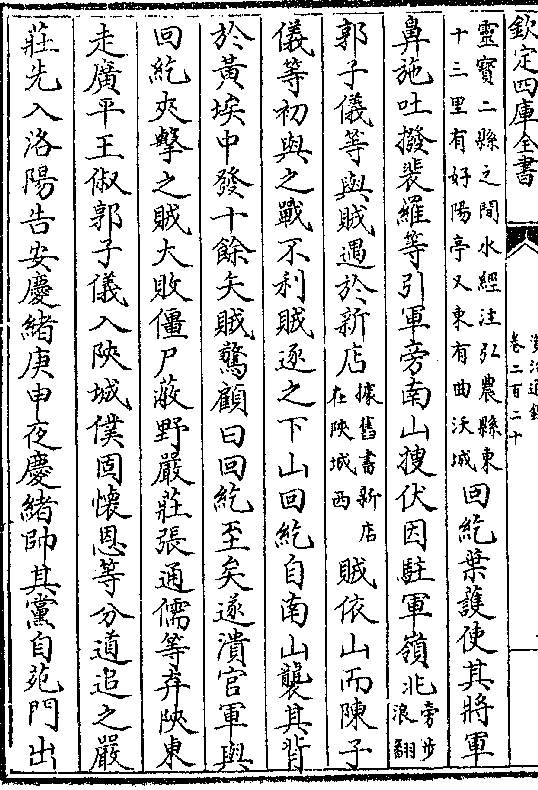 欽定四庫全書
資治通鑑
卷二百二十
靈寶二縣之間水經注弘農縣東
十三里有好陽亭又東有曲沃城
回紇葉護使其將軍
鼻施吐撥裴羅等引軍旁南山搜伏因駐軍嶺北
旁步
浪翻
郭子儀等與賊遇於新店
據舊書新店
在陝城西
賊依山而陳子
儀等初與之戰不利賊逐之下山回紇自南山襲其背
於黃埃中發十餘矢賊驚顧曰回紇至矣遂潰官軍與
回紇夾擊之賊大敗僵尸蔽野嚴莊張通儒等弃陝東
走廣平王俶郭子儀入陝城僕固懷恩等分道追之嚴
莊先入洛陽告安慶緒庚申夜慶緒帥其黨自苑門出